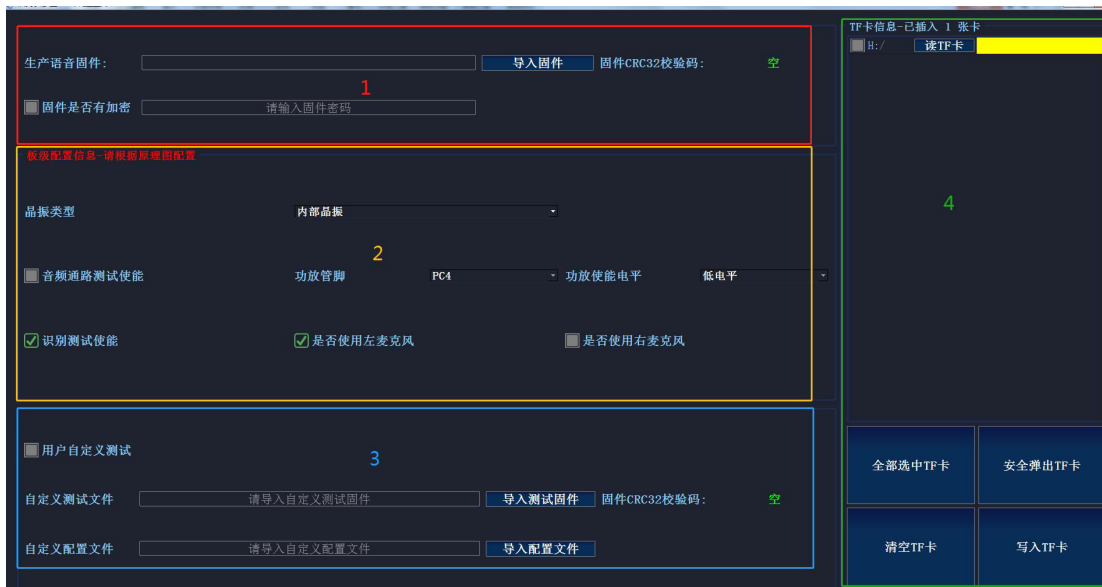 生产语音固件: 导入固件 固件CRC32校验码: 空
1
固件是否有加密 请输入固件密码
板级配置信息-请根据原理图配置
晶振类型 内部晶振
2
音频通路测试使能 功放管脚 PC4 功放使能电平 低电平
识别测试使能 是否使用左麦克风 是否使用右麦克风
用户自定义测试
3
自定义测试文件 请导入自定义测试固件 导入测试固件 固件CRC32校验码: 空
自定义配置文件 请导入自定义配置文件 导入配置文件
TF卡信息-已插入 1 张卡
H:/ 读TF卡
4
全部选中TF卡 安全弹出TF卡
清空TF卡 写入TF卡